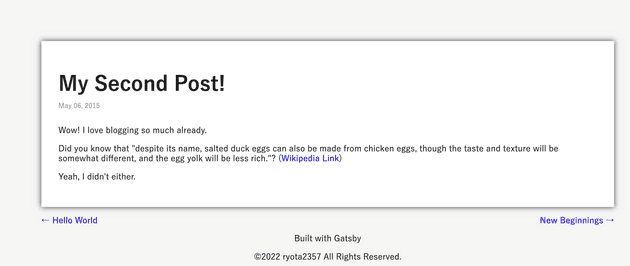 My Second Post!
May 06, 2015
Wow! I love blogging so much already.
Did you know that "despite its name, salted duck eggs can also be made from chicken eggs, though the taste and texture will be
somewhat different, and the egg yolk will be less rich."? (Wikipedia Link)
Yeah, I didn't either.
← Hello World
New Beginnings →
Built with Gatsby
©2022 ryota2357 All Rights Reserved.